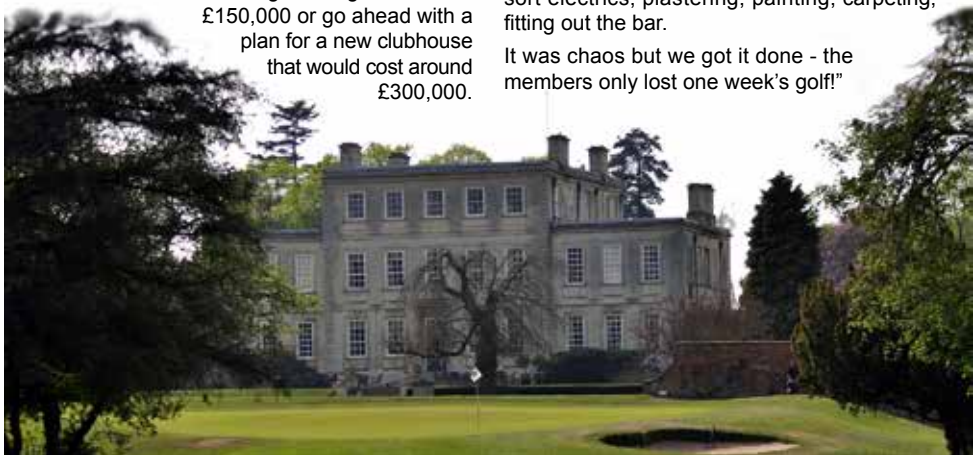 £150,000 or go ahead with a
plan for a new clubhouse
that would cost around
£300,000.
fitting out the bar.
It was chaos but we got it done - the
members only lost one week's golf!”